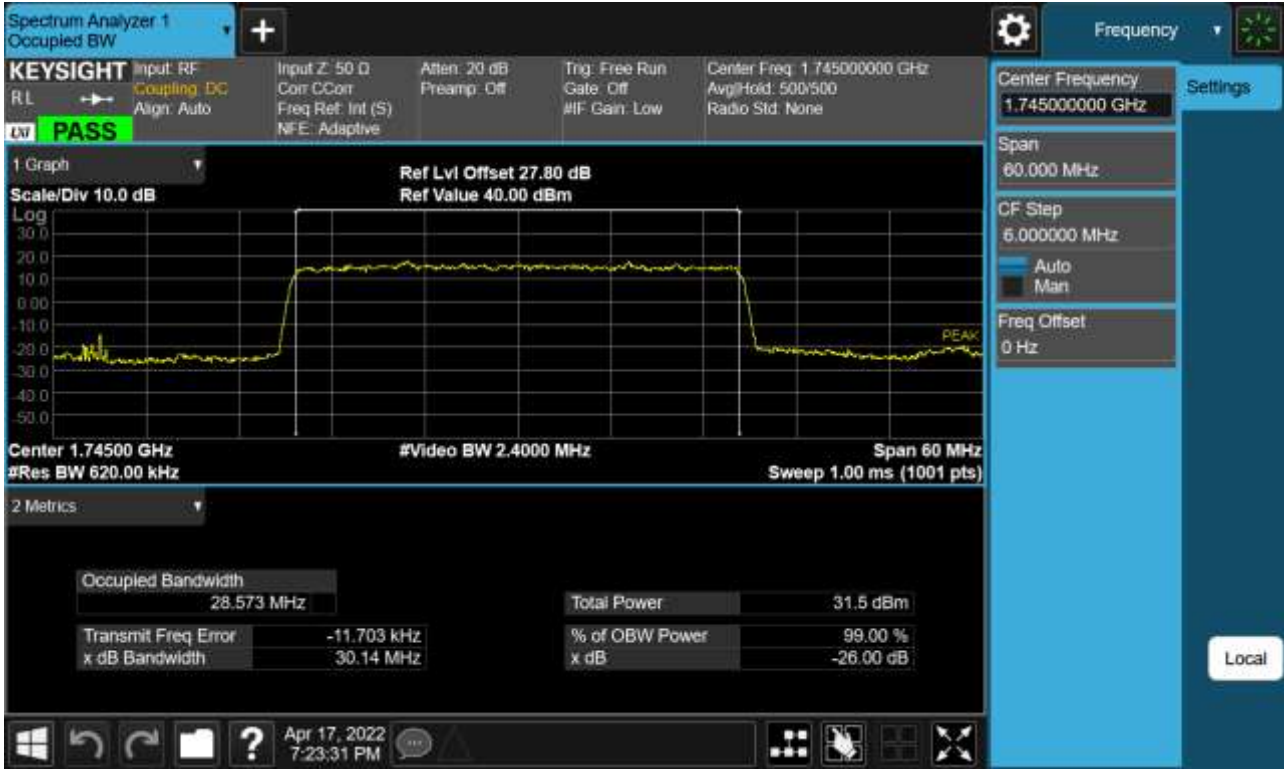 Spectrum Analyzer 1
Occupied BW
+
Frequency
KEYSIGHT
RL
LXI
PASS
Input: RF
Coupling: DC
Align: Auto
Input Z: 50 Ω
Corr CCorr
Freq Ref: Int (S)
NFE: Adaptive
Atten: 20 dB
Preamp: Off
Trig: Free Run
Gate: Off
#IF Gain: Low
Center Freq: 1.745000000 GHz
Avg|Hold: 500/500
Radio Std: None
Center Frequency
1.745000000 GHz
Settings
Span
60.000 MHz
CF Step
6.000000 MHz
Auto
Man
Freq Offset
0 Hz
1 Graph
Scale/Div 10.0 dB
Ref Lvl Offset 27.80 dB
Ref Value 40.00 dBm
Log
30.0
20.0
10.0
0.00
-10.0
-20.0
-30.0
-40.0
-50.0
PEAK
Center 1.74500 GHz
#Res BW 620.00 kHz
#Video BW 2.4000 MHz
Span 60 MHz
Sweep 1.00 ms (1001 pts)
2 Metrics
Occupied Bandwidth
28.573 MHz
Total Power 31.5 dBm
Transmit Freq Error -11.703 kHz
% of OBW Power 99.00 %
x dB Bandwidth 30.14 MHz
x dB -26.00 dB
Local
?
Apr 17, 2022
7:23:31 PM